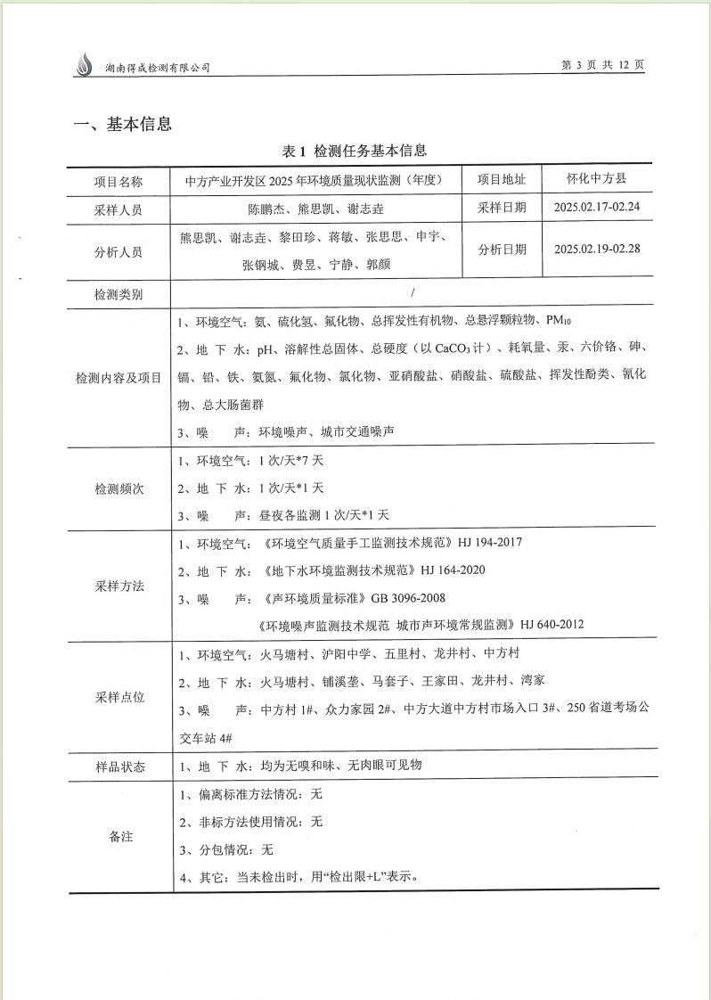 湖南得成检测有限公司
第 3 页 共 12 页
一、基本信息
表 1 检测任务基本信息
项目名称
中方产业开发区 2025 年环境质量现状监测（年度）
项目地址
怀化中方县
采样人员
陈鹏杰、熊思凯、谢志垚
采样日期
2025.02.17-02.24
分析人员
熊思凯、谢志垚、黎田珍、蒋敏、张思思、申宇、
张钢城、费昱、宁静、郭颜
分析日期
2025.02.19-02.28
检测类别
/
检测内容及项目
1、环境空气：氨、硫化氢、氟化物、总挥发性有机物、总悬浮颗粒物、PM₁₀
2、地 下 水：pH、溶解性总固体、总硬度（以 CaCO₃ 计）、耗氧量、汞、六价铬、砷、
镉、铅、铁、氨氮、氟化物、氯化物、亚硝酸盐、硝酸盐、硫酸盐、挥发性酚类、氰化
物、总大肠菌群
3、噪 声：环境噪声、城市交通噪声
检测频次
1、环境空气：1 次/天*7 天
2、地 下 水：1 次/天*1 天
3、噪 声：昼夜各监测 1 次/天*1 天
采样方法
1、环境空气：《环境空气质量手工监测技术规范》HJ 194-2017
2、地 下 水：《地下水环境监测技术规范》HJ 164-2020
3、噪 声：《声环境质量标准》GB 3096-2008
《环境噪声监测技术规范 城市声环境常规监测》HJ 640-2012
采样点位
1、环境空气：火马塘村、沪阳中学、五里村、龙井村、中方村
2、地 下 水：火马塘村、铺溪垄、马套子、王家田、龙井村、湾家
3、噪 声：中方村 1#、众力家园 2#、中方大道中方村市场入口 3#、250 省道考场公
交车站 4#
样品状态
1、地 下 水：均为无嗅和味、无肉眼可见物
备注
1、偏离标准方法情况：无
2、非标方法使用情况：无
3、分包情况：无
4、其它：当未检出时，用“检出限+L”表示。